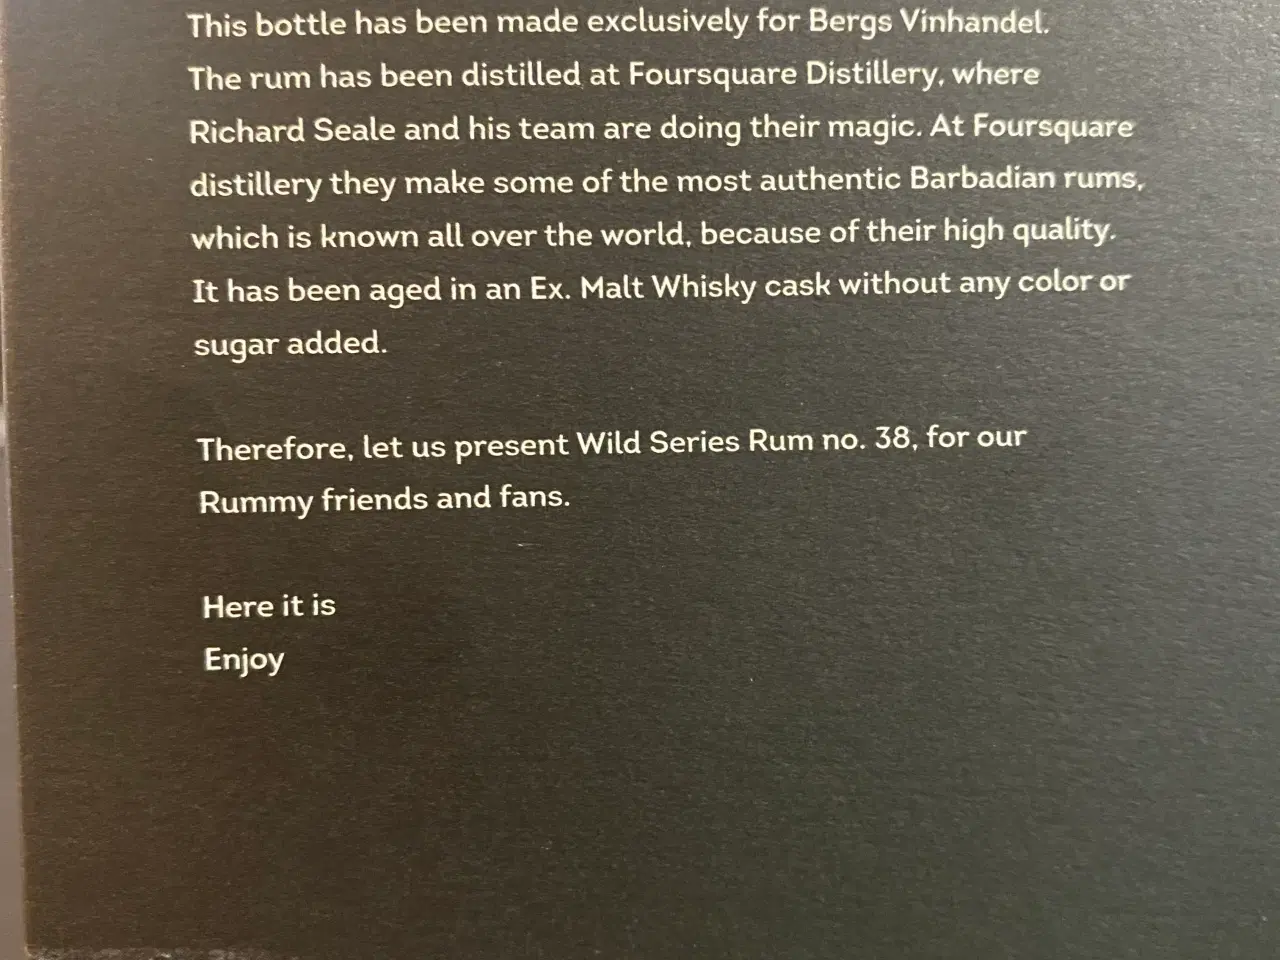 This bottle has been made exclusively for Bergs Vinhandel.
The rum has been distilled at Foursquare Distillery, where
Richard Seale and his team are doing their magic. At Foursquare
distillery they make some of the most authentic Barbadian rums,
which is known all over the world, because of their high quality.
It has been aged in an Ex. Malt Whisky cask without any color or
sugar added.
Therefore, let us present Wild Series Rum no. 38, for our
Rummy friends and fans.
Here it is
Enjoy